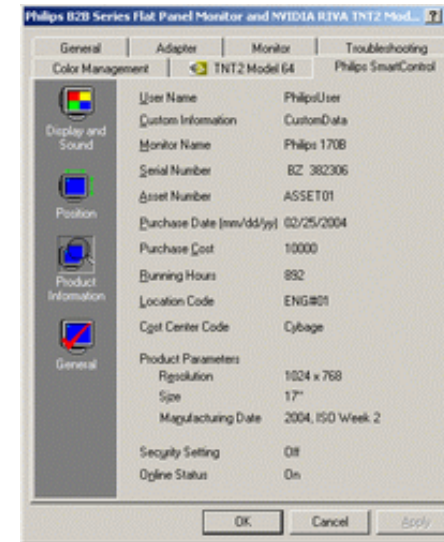 Philips B2B Series Flat Panel Monitor and NVIDIA RIVA TNT2 Mod... ?
General Adapter Monitor Troubleshooting
Color Management TNT2 Model 64 Philips SmartControl
Display and Sound
Position
Product Information
General
User Name PhilipsUser
Custom Information CustomData
Monitor Name Philips 170B
Serial Number BZ 382306
Asset Number ASSET01
Purchase Date (mm/dd/yy) 02/25/2004
Purchase Cost 10000
Running Hours 892
Location Code ENG#01
Cost Center Code Cybage
Product Parameters
Resolution 1024 x 768
Size 17"
Manufacturing Date 2004, ISO Week 2
Security Setting Off
Online Status On
OK Cancel Apply